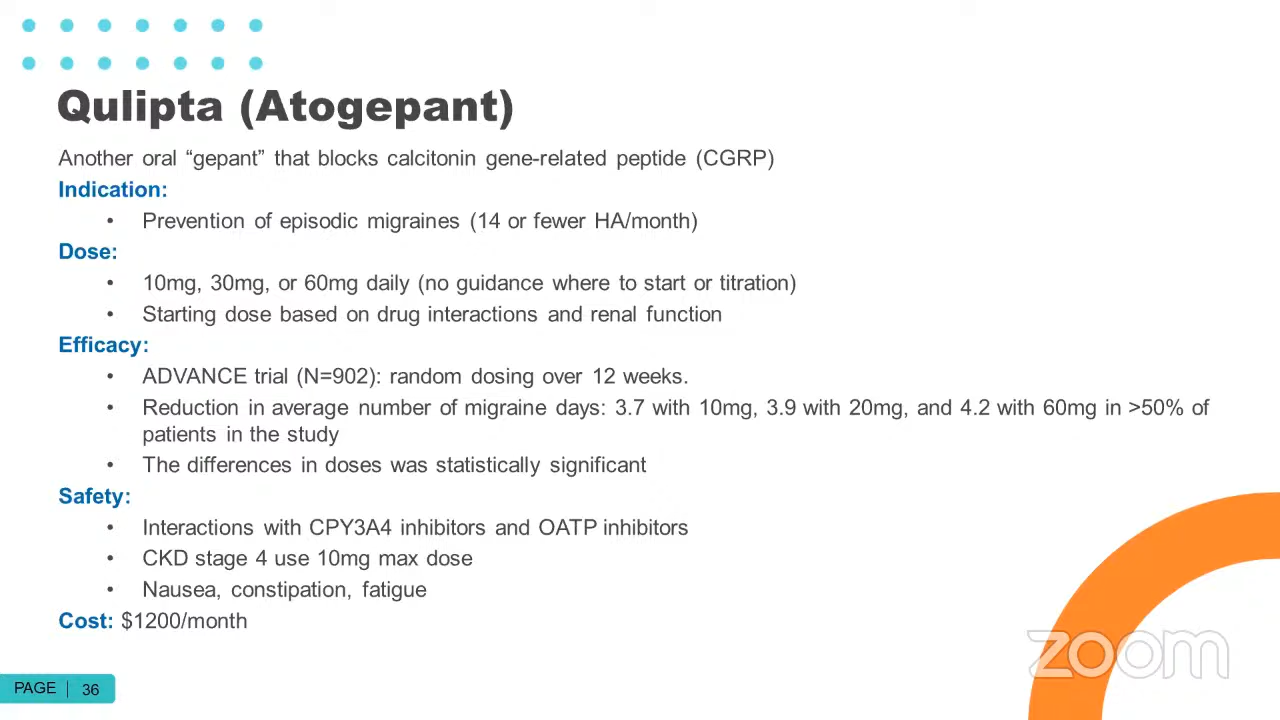 Qulipta (Atogepant)
Another oral “gepant” that blocks calcitonin gene-related peptide (CGRP)
Indication:
• Prevention of episodic migraines (14 or fewer HA/month)
Dose:
• 10mg, 30mg, or 60mg daily (no guidance where to start or titration)
• Starting dose based on drug interactions and renal function
Efficacy:
• ADVANCE trial (N=902): random dosing over 12 weeks.
• Reduction in average number of migraine days: 3.7 with 10mg, 3.9 with 20mg, and 4.2 with 60mg in >50% of
patients in the study
• The differences in doses was statistically significant
Safety:
• Interactions with CPY3A4 inhibitors and OATP inhibitors
• CKD stage 4 use 10mg max dose
• Nausea, constipation, fatigue
Cost: $1200/month
zoom
PAGE | 36